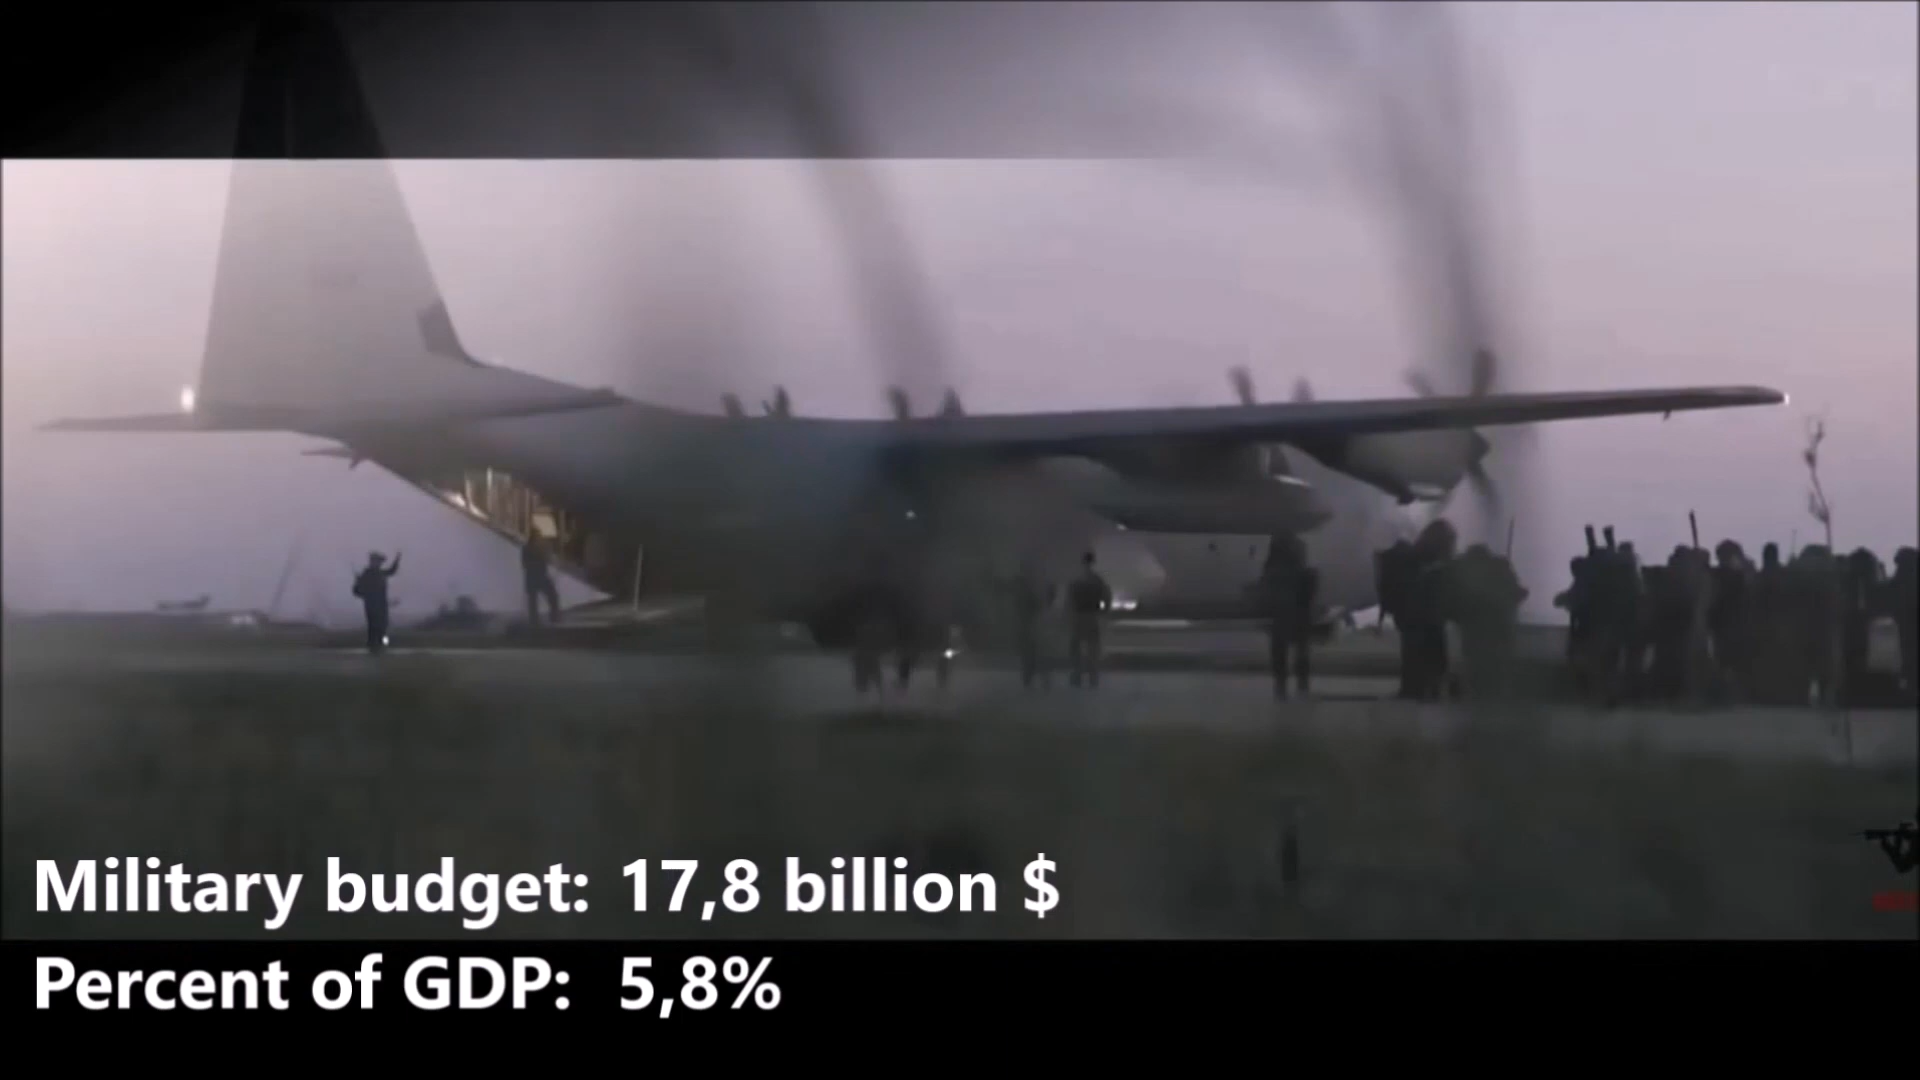 Military budget: 17,8 billion $
Percent of GDP: 5,8%